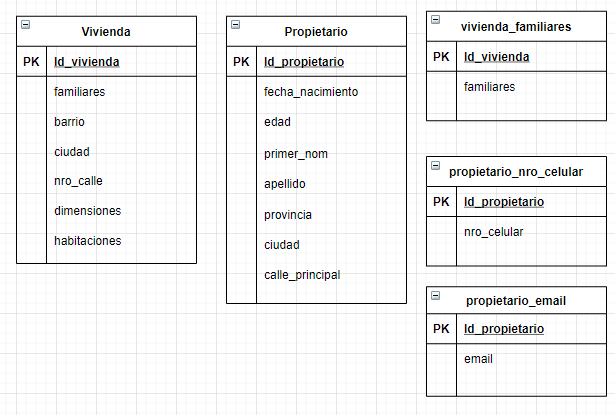 Vivienda
PK Id_vivienda
familiares
barrio
ciudad
nro_calle
dimensiones
habitaciones
Propietario
PK Id_propietario
fecha_nacimiento
edad
primer_nom
apellido
provincia
ciudad
calle_principal
vivienda_familiares
PK Id_vivienda
familiares
propietario_nro_celular
PK Id_propietario
nro_celular
propietario_email
PK Id_propietario
email